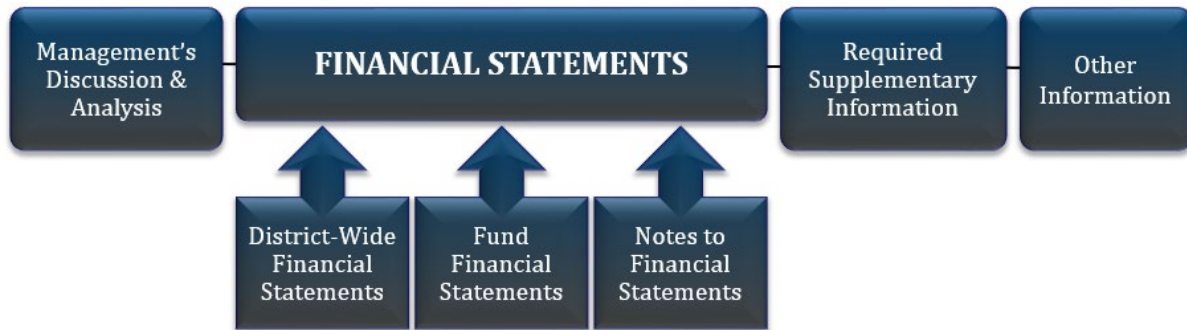 Management's
Discussion &
Analysis
FINANCIAL STATEMENTS
Required
Supplementary
Information
Other
Information
District-Wide
Financial
Statements
Fund
Financial
Statements
Notes to
Financial
Statements